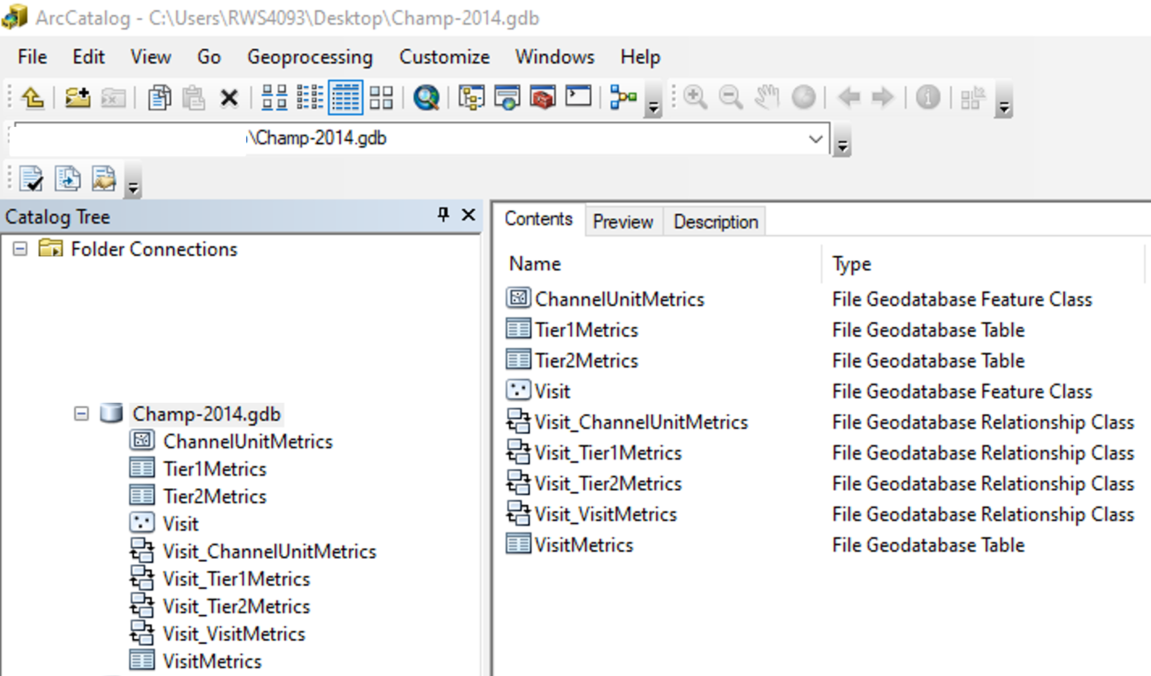 ArcCatalog - C:\Users\RWS4093\Desktop\Champ-2014.gdb
File Edit View Go Geoprocessing Customize Windows Help
\Champ-2014.gdb
Catalog Tree
Folder Connections
Champ-2014.gdb
ChannelUnitMetrics
Tier1Metrics
Tier2Metrics
Visit
Visit_ChannelUnitMetrics
Visit_Tier1Metrics
Visit_Tier2Metrics
Visit_VisitMetrics
VisitMetrics
Contents Preview Description
Name Type
ChannelUnitMetrics File Geodatabase Feature Class
Tier1Metrics File Geodatabase Table
Tier2Metrics File Geodatabase Table
Visit File Geodatabase Feature Class
Visit_ChannelUnitMetrics File Geodatabase Relationship Class
Visit_Tier1Metrics File Geodatabase Relationship Class
Visit_Tier2Metrics File Geodatabase Relationship Class
Visit_VisitMetrics File Geodatabase Relationship Class
VisitMetrics File Geodatabase Table